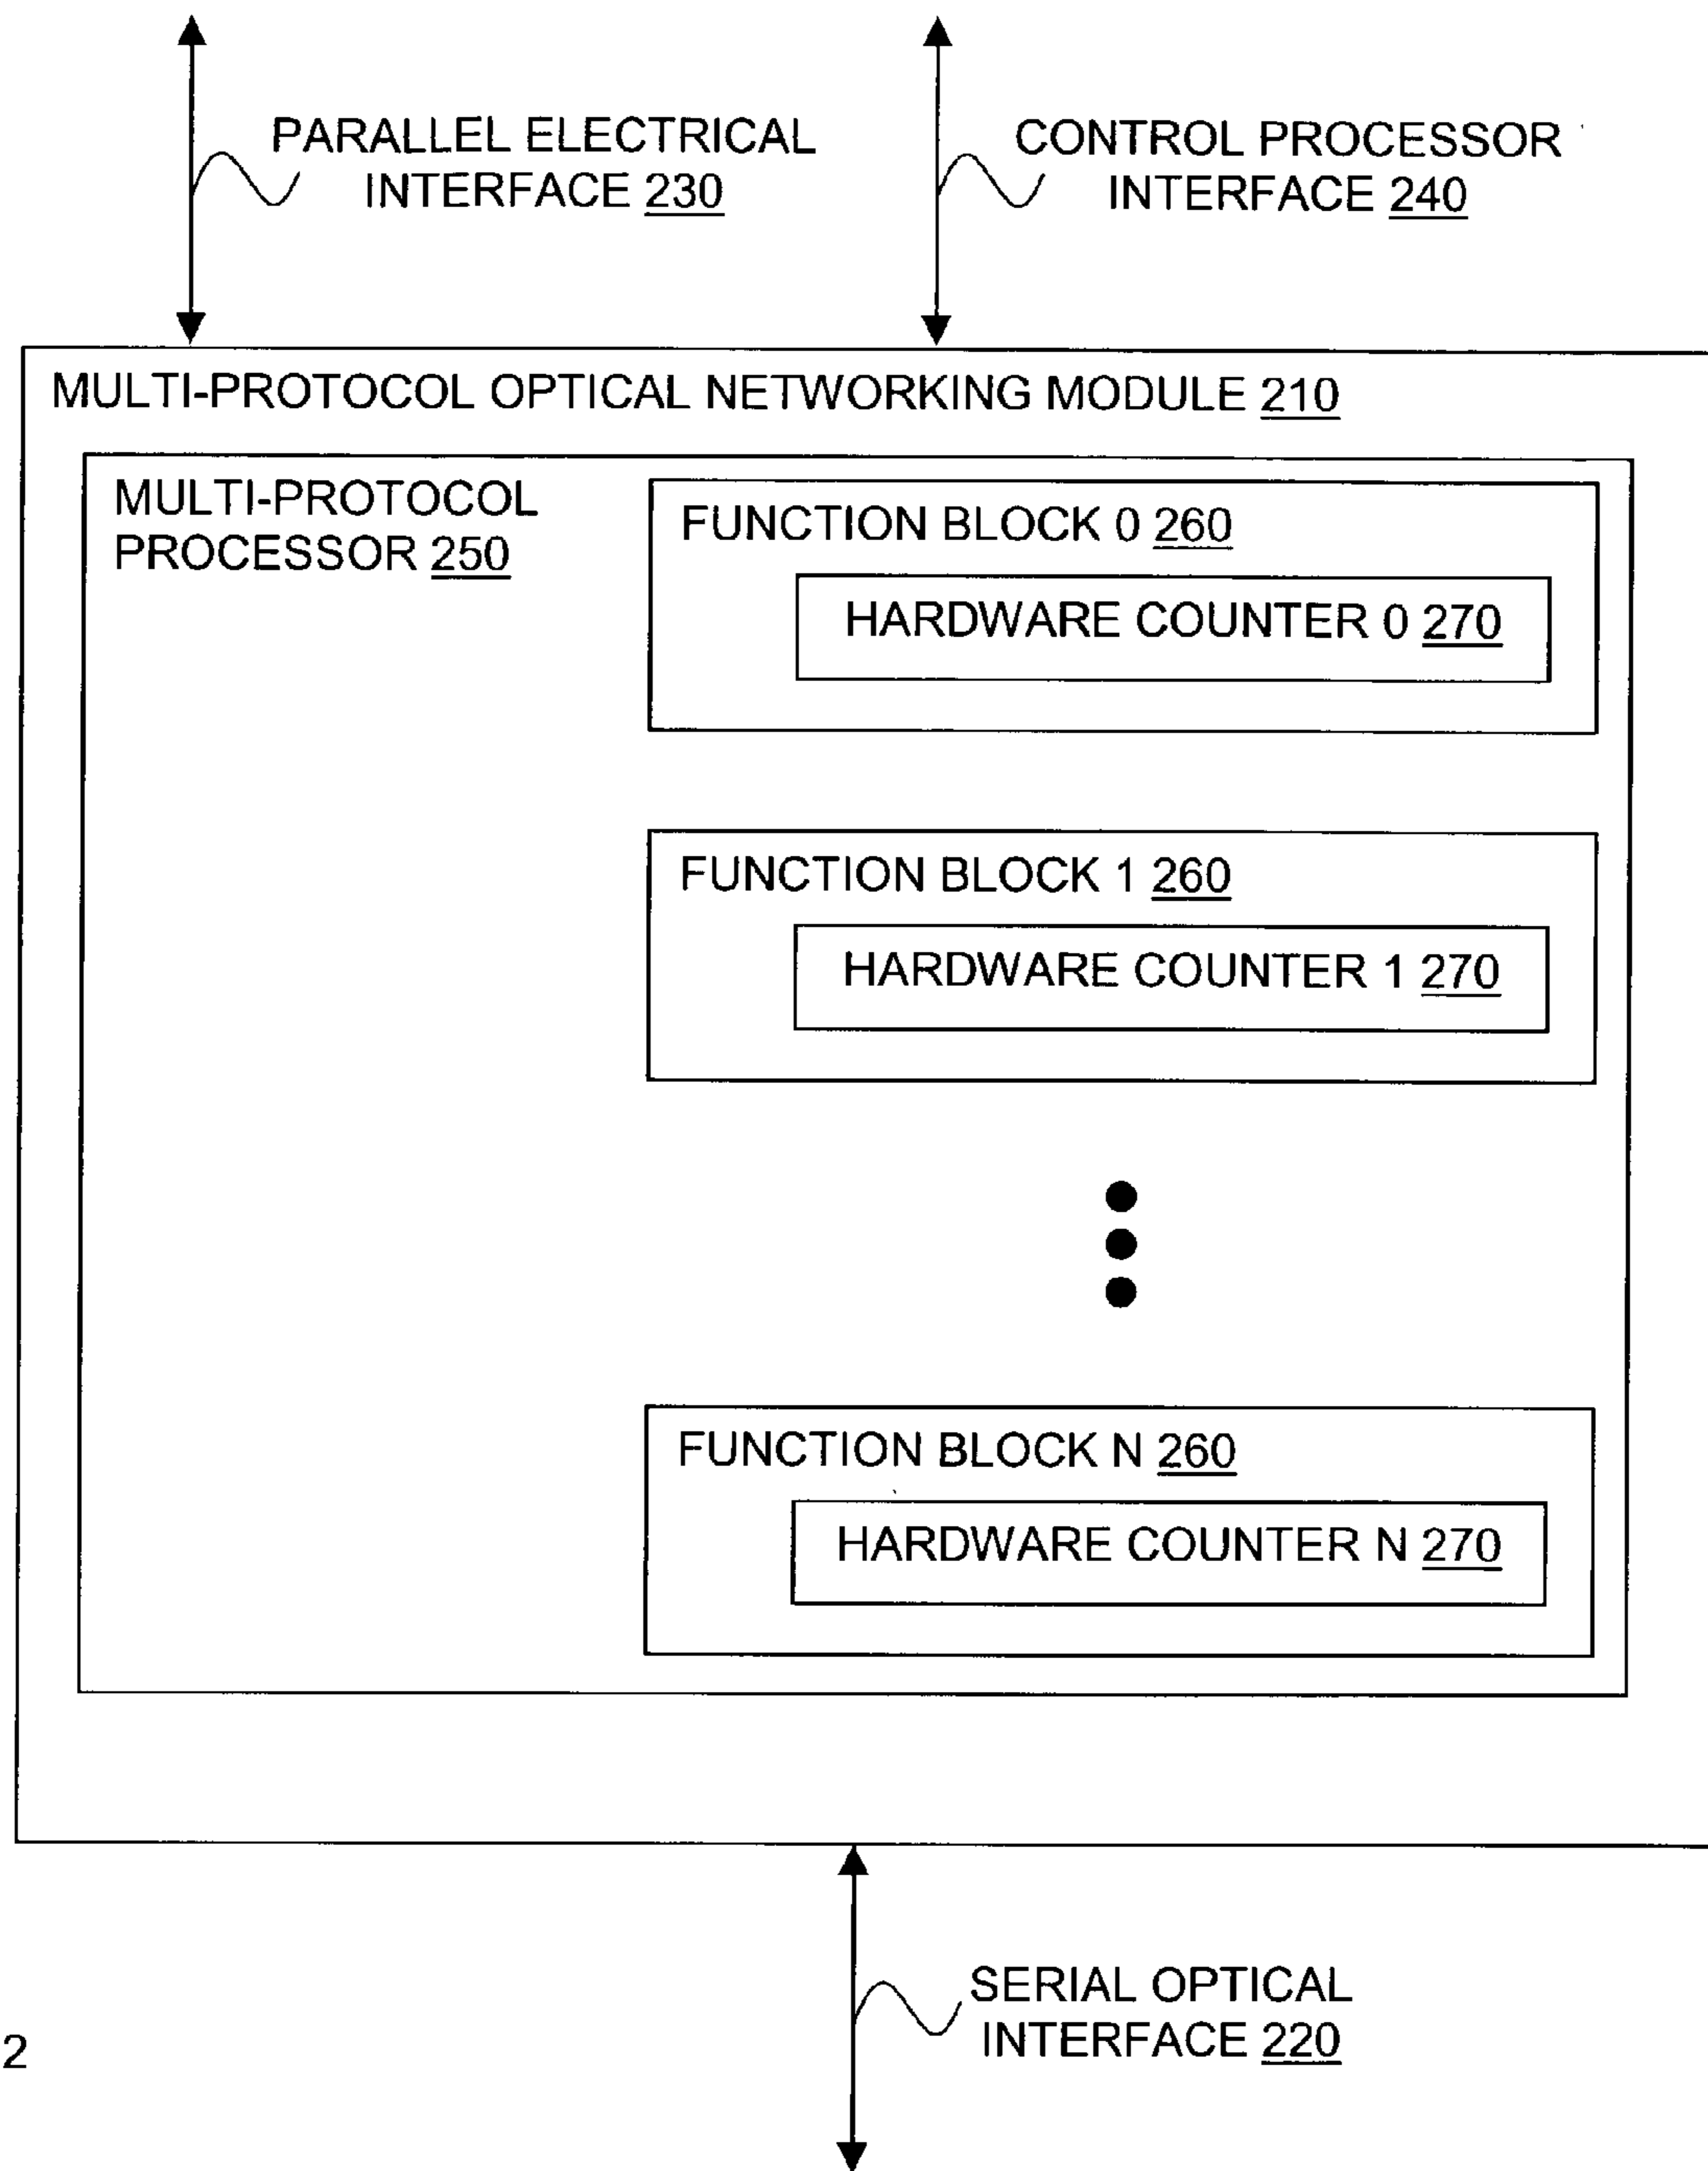 PARALLEL ELECTRICAL
INTERFACE 230
CONTROL PROCESSOR
INTERFACE 240
MULTI-PROTOCOL OPTICAL NETWORKING MODULE 210
MULTI-PROTOCOL
PROCESSOR 250
FUNCTION BLOCK 0 260
HARDWARE COUNTER 0 270
FUNCTION BLOCK 1 260
HARDWARE COUNTER 1 270
FUNCTION BLOCK N 260
HARDWARE COUNTER N 270
SERIAL OPTICAL
INTERFACE 220
2